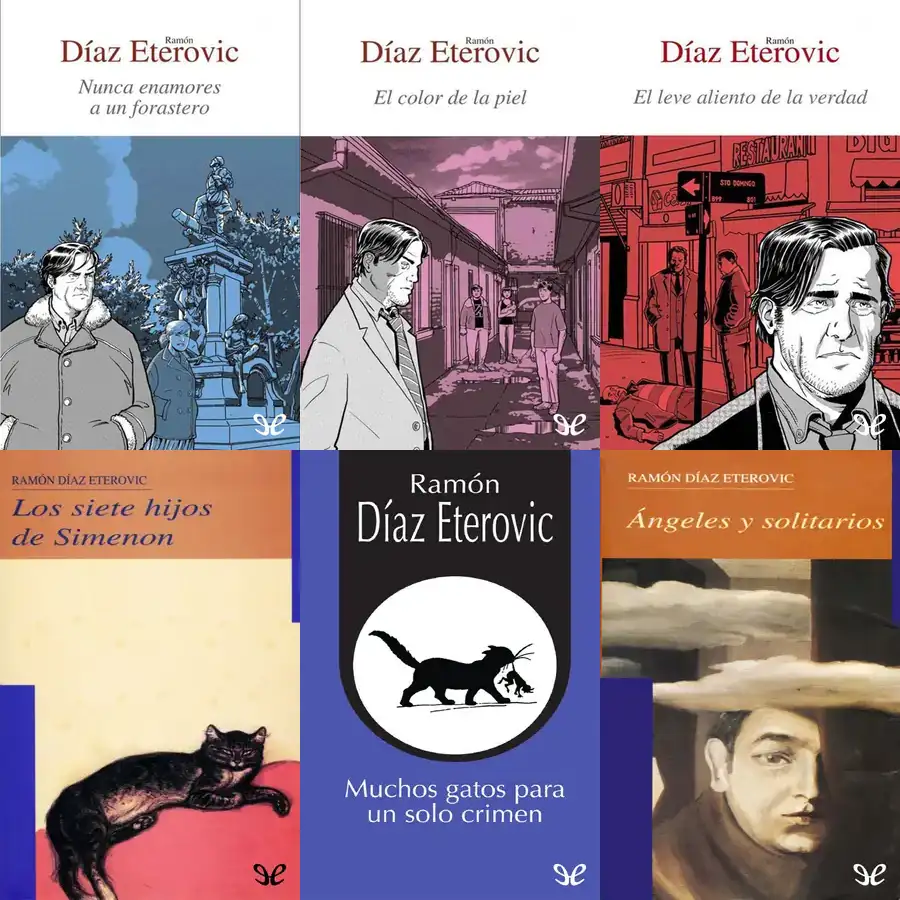 Ramón
Díaz Eterovic
Nunca enamores
a un forastero
Ramón
Díaz Eterovic
El color de la piel
Ramón
Díaz Eterovic
El leve aliento de la verdad
RESTAURANT
STO DOMINGO
899 801
RAMÓN DÍAZ ETEROVIC
Los siete hijos
de Simenon
Ramón
Díaz Eterovic
Muchos gatos para
un solo crimen
RAMÓN DÍAZ ETEROVIC
Ángeles y solitarios